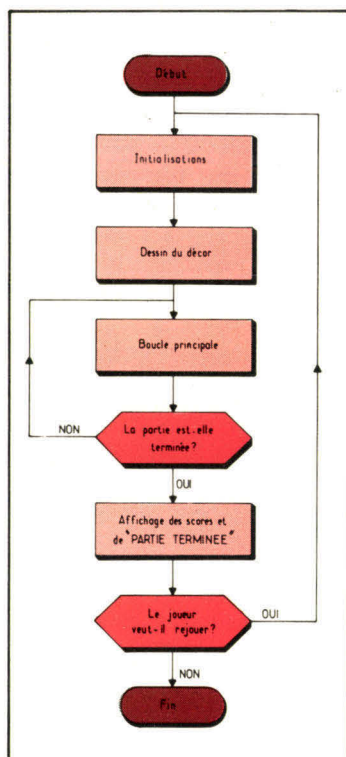 Début
Initialisations
Dessin du décor
Boucle principale
La partie est-elle
terminée?
NON
OUI
Affichage des scores et
de "PARTIE TERMINEE"
Le joueur
veut-il rejouer?
OUI
NON
Fin